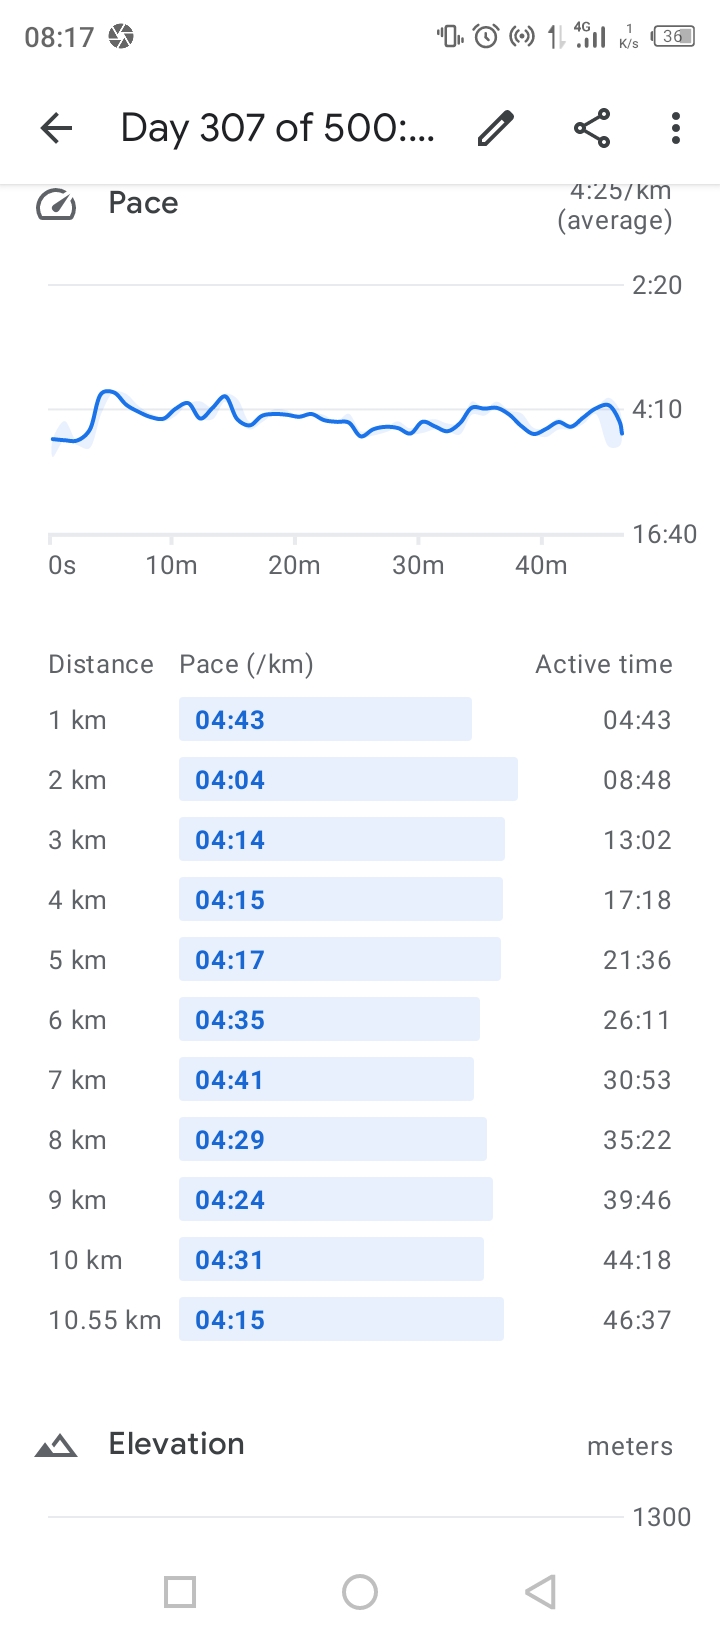 08:17
4G
1
K/s
36
Day 307 of 500:...
Pace
4:25/km
(average)
2:20
4:10
16:40
0s 10m 20m 30m 40m
Distance Pace (/km) Active time
1 km 04:43 04:43
2 km 04:04 08:48
3 km 04:14 13:02
4 km 04:15 17:18
5 km 04:17 21:36
6 km 04:35 26:11
7 km 04:41 30:53
8 km 04:29 35:22
9 km 04:24 39:46
10 km 04:31 44:18
10.55 km 04:15 46:37
Elevation meters
1300